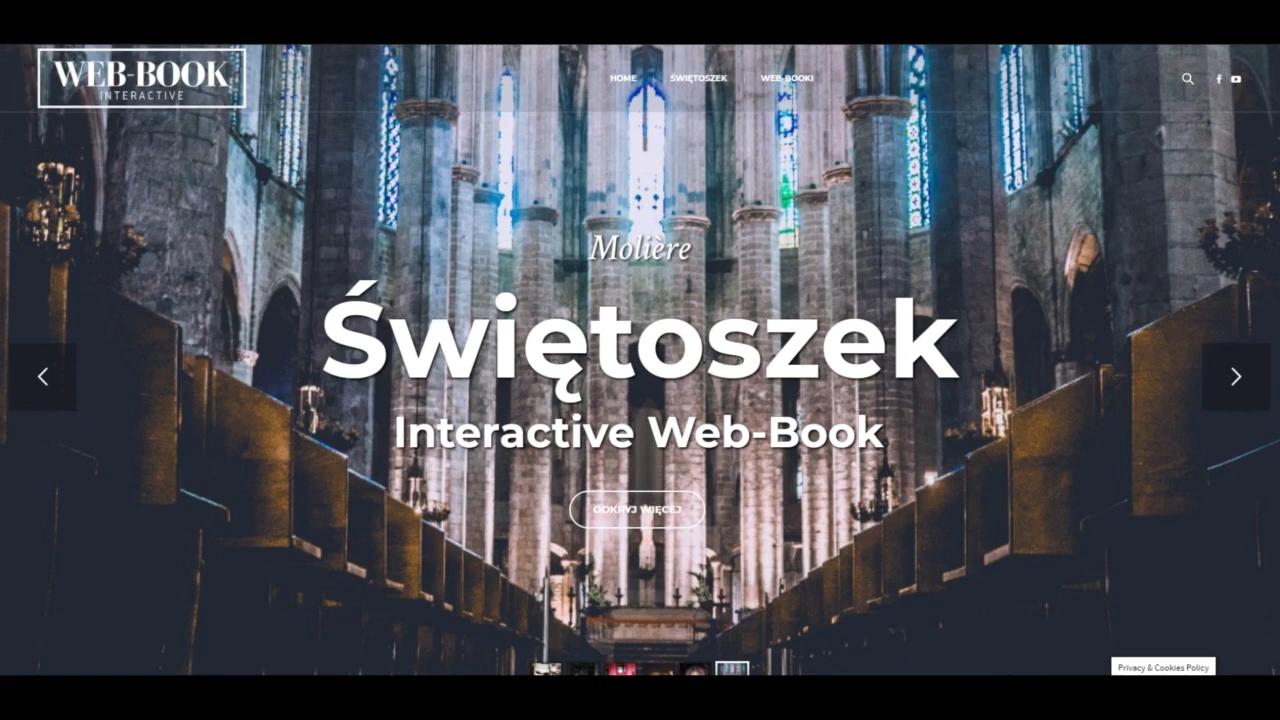 WEB-BOOK
INTERACTIVE
HOME ŚWIĘTOSZEK WEB-BOOKI
Molière
Świętoszek
Interactive Web-Book
ODKRYJ WIĘCEJ
Privacy & Cookies Policy